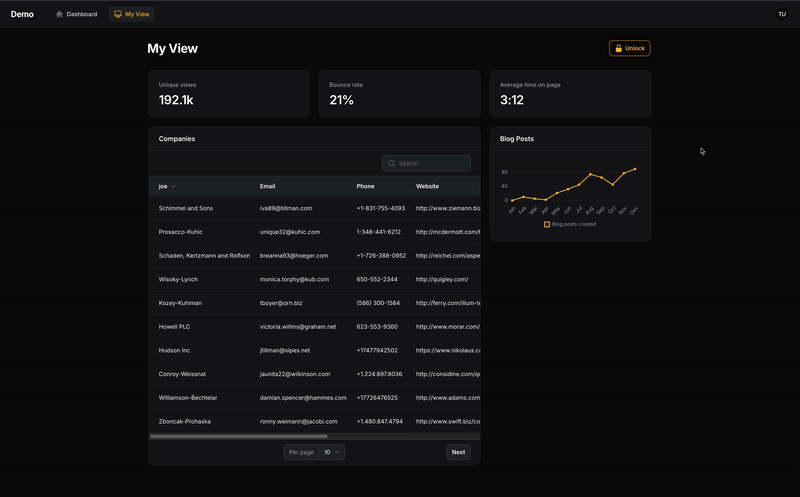 Demo Dashboard My View TU
My View Unlock
Unique views Bounce rate Average time on page
192.1k 21% 3:12
Companies Blog Posts
Search
joe Email Phone Website
Schimmel and Sons iva89@tillman.com +1-831-755-4093 http://www.ziemann.biz
Prosacco-Kuhic unique32@kuhic.com 1-346-441-6212 http://mcdermott.com/
Schaden, Kertzmann and Rolfson breanna93@hoeger.com +1-726-388-0952 http://reichel.com/aspe
Wisoky-Lynch monica.torphy@kub.com 650-552-2344 http://quigley.com/
Kozey-Kuhlman tboyer@orn.biz (586) 300-1584 http://ferry.com/illum-t
Howell PLC victoria.willms@graham.net 623-553-9360 http://www.morar.com/
Hudson Inc jtillman@sipes.net +17477942502 https://www.nikolaus.c
Conroy-Weissnat jaunita22@wilkinson.com +1.224.897.8036 http://considine.com/q
Williamson-Bechtelar damian.spencer@hammes.com +17726476525 http://www.adams.com
Zboncak-Prohaska ronny.weimann@jacobi.com +1.480.847.4794 http://www.swift.biz/co
Per page 10 Next
80
40
0
Jan Feb Mar Apr May Jun Jul Aug Sep Oct Nov Dec
Blog posts created